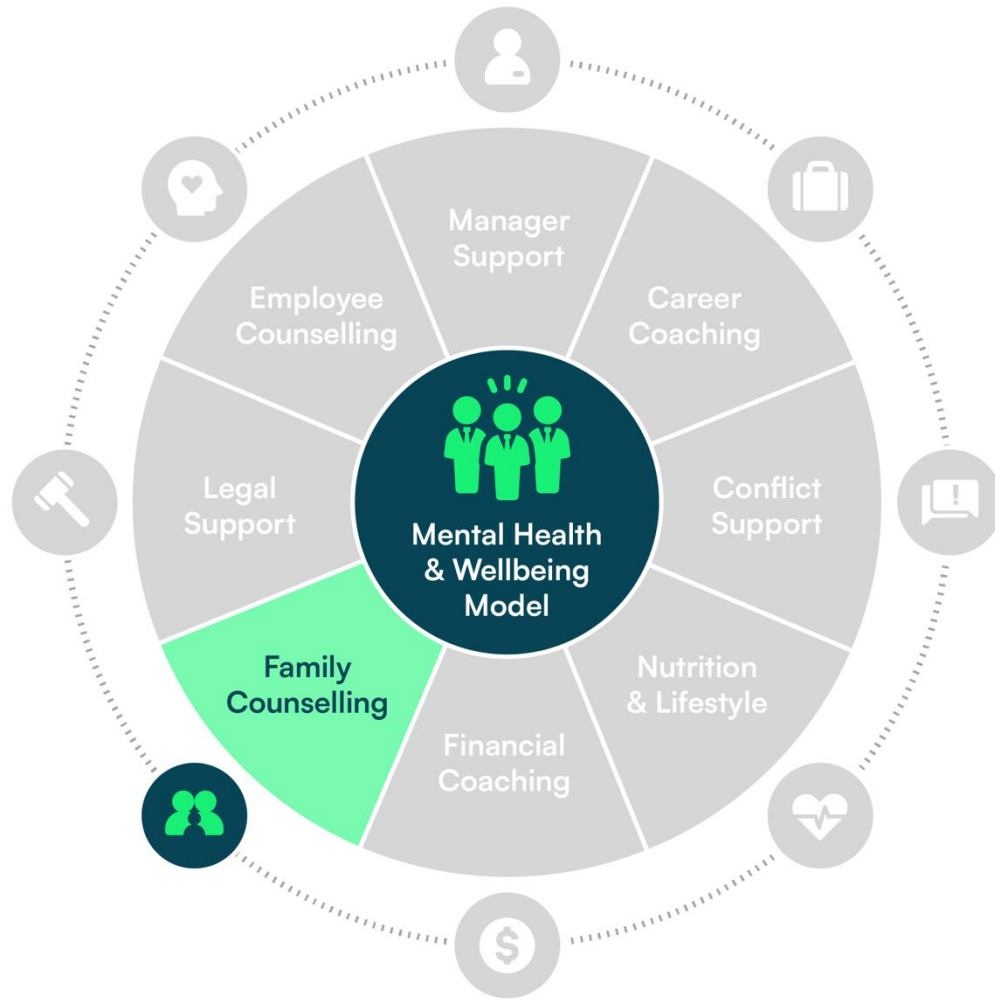 Manager
Support
Career
Coaching
Conflict
Support
Nutrition
& Lifestyle
Financial
Coaching
Family
Counselling
Legal
Support
Employee
Counselling
Mental Health
& Wellbeing
Model
!
$